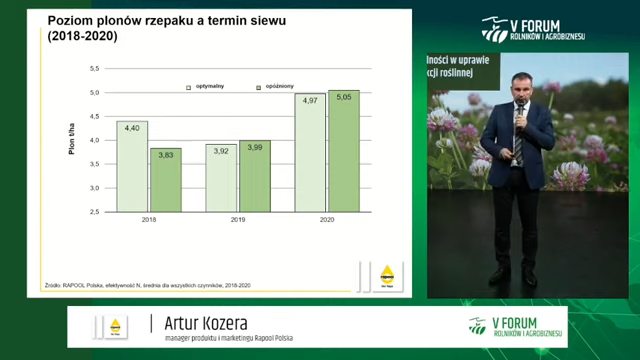 Poziom plonów rzepaku a termin siewu
(2018-2020)
V FORUM
ROLNIKÓW I AGROBIZNESU
lności w uprawie
kcji roślinnej
5,5
5,0
4,5
4,0
3,5
3,0
2,5
Plon t/ha
optymalny
opóźniony
4,40
3,83
3,92
3,99
4,97
5,05
2018
2019
2020
Źródło: RAPOOL Polska, efektywność N, średnia dla wszystkich czynników, 2018-2020
rapool
Artur Kozera
manager produktu i marketingu Rapool Polska
V FORUM
ROLNIKÓW I AGROBIZNESU